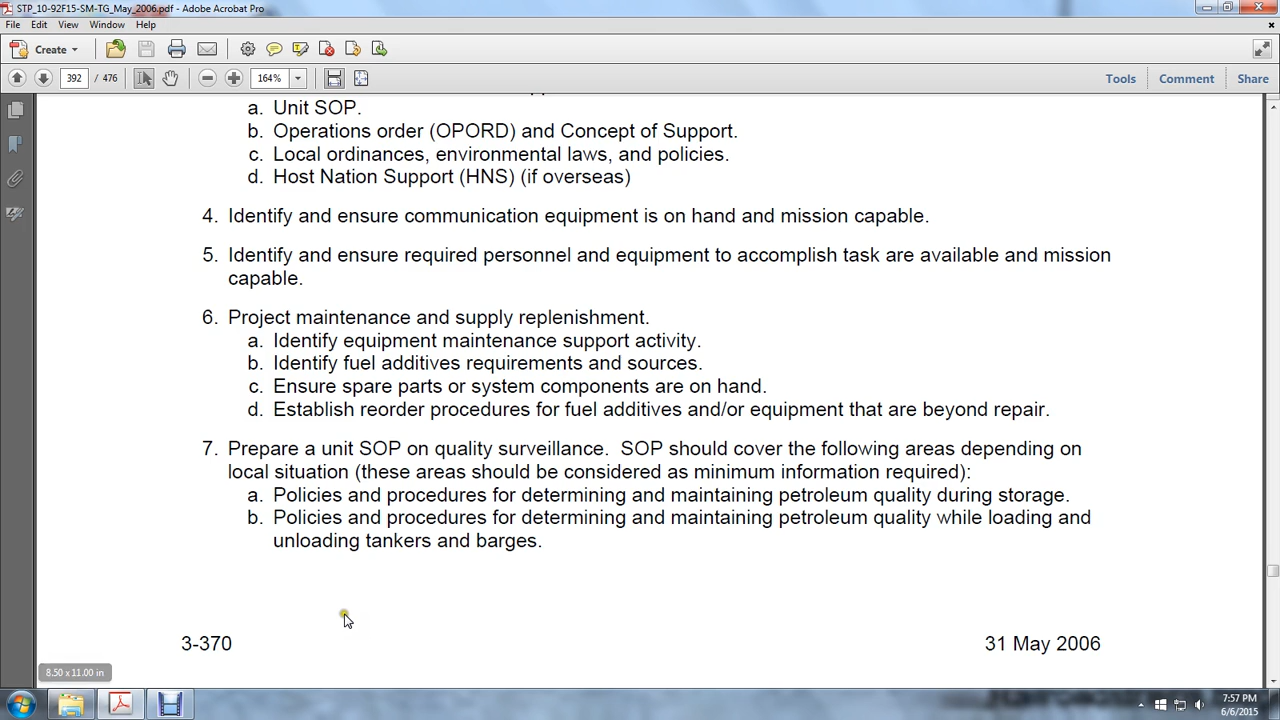 STP_10-92F15-SM-TG_May_2006.pdf - Adobe Acrobat Pro
File Edit View Window Help
Create
392 / 476 164% Tools Comment Share
a. Unit SOP.
b. Operations order (OPORD) and Concept of Support.
c. Local ordinances, environmental laws, and policies.
d. Host Nation Support (HNS) (if overseas)
4. Identify and ensure communication equipment is on hand and mission capable.
5. Identify and ensure required personnel and equipment to accomplish task are available and mission
capable.
6. Project maintenance and supply replenishment.
a. Identify equipment maintenance support activity.
b. Identify fuel additives requirements and sources.
c. Ensure spare parts or system components are on hand.
d. Establish reorder procedures for fuel additives and/or equipment that are beyond repair.
7. Prepare a unit SOP on quality surveillance. SOP should cover the following areas depending on
local situation (these areas should be considered as minimum information required):
a. Policies and procedures for determining and maintaining petroleum quality during storage.
b. Policies and procedures for determining and maintaining petroleum quality while loading and
unloading tankers and barges.
3-370 31 May 2006
8.50 x 11.00 in
7:57 PM
6/6/2015